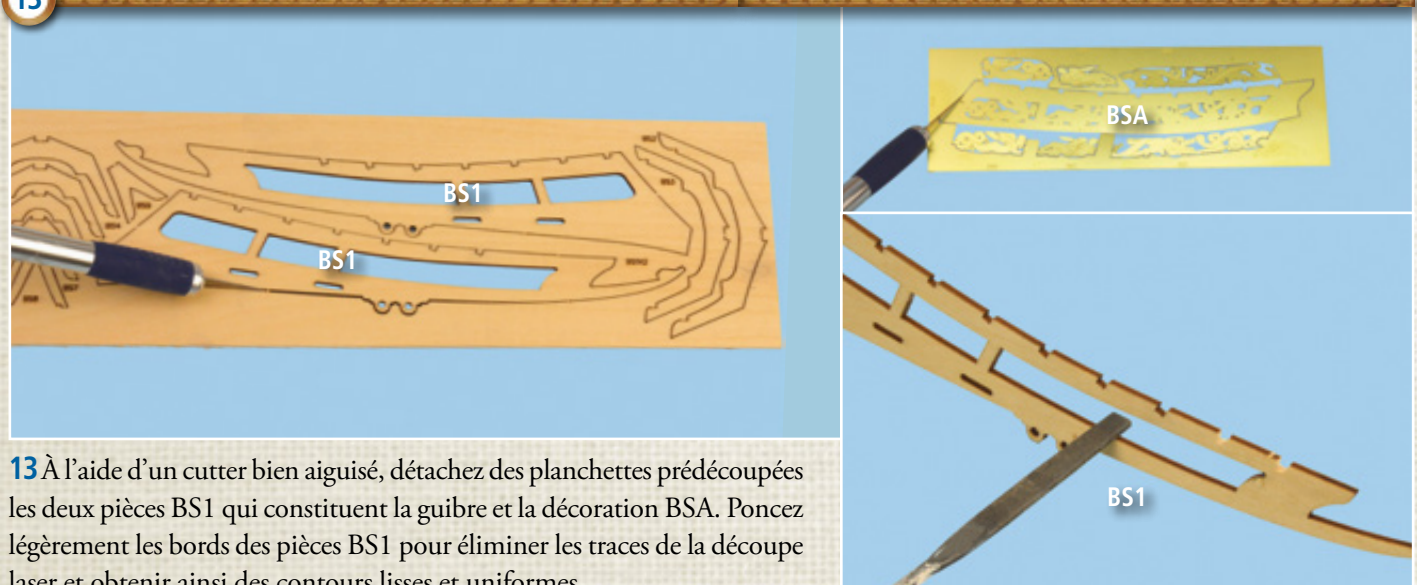 13
BS1
BS1
BSA
BS1
13 À l’aide d’un cutter bien aiguisé, détachez des planchettes prédécoupées
les deux pièces BS1 qui constituent la guibre et la décoration BSA. Poncez
légèrement les bords des pièces BS1 pour éliminer les traces de la découpe
laser et obtenir ainsi des contours lisses et uniformes.